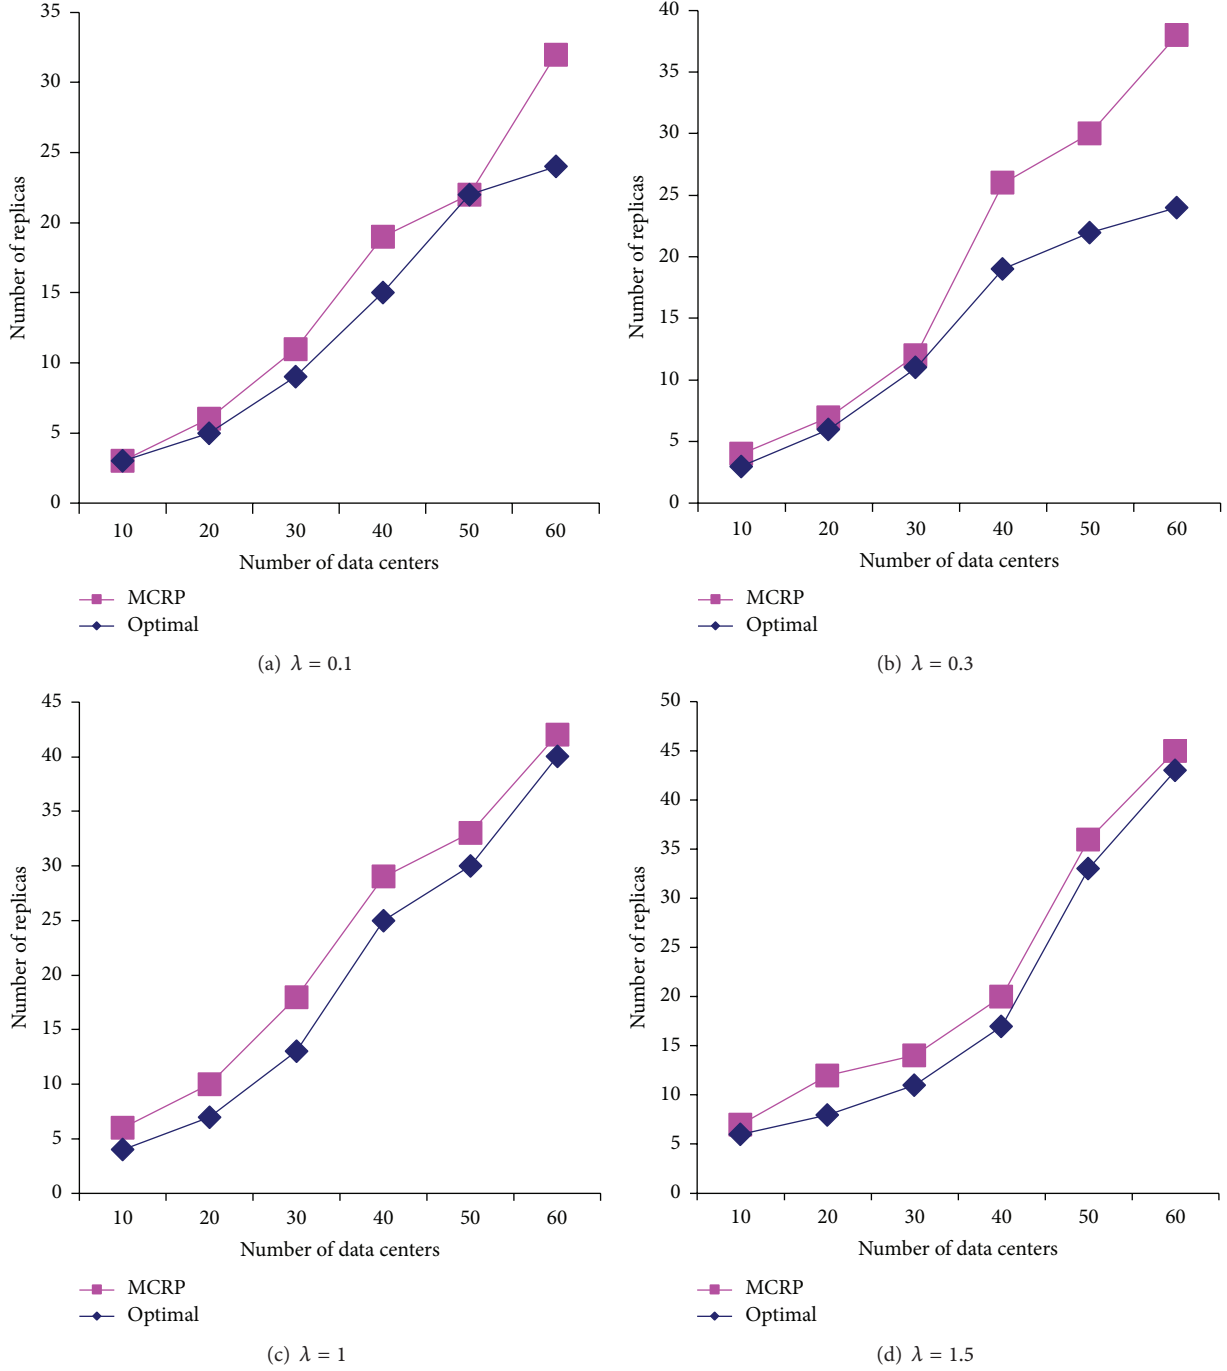 35
30
25
20
15
10
5
0
Number of replicas
10 20 30 40 50 60
Number of data centers
MCRP
Optimal
(a) λ = 0.1
40
35
30
25
20
15
10
5
0
Number of replicas
10 20 30 40 50 60
Number of data centers
MCRP
Optimal
(b) λ = 0.3
45
40
35
30
25
20
15
10
5
0
Number of replicas
10 20 30 40 50 60
Number of data centers
MCRP
Optimal
(c) λ = 1
50
45
40
35
30
25
20
15
10
5
0
Number of replicas
10 20 30 40 50 60
Number of data centers
MCRP
Optimal
(d) λ = 1.5